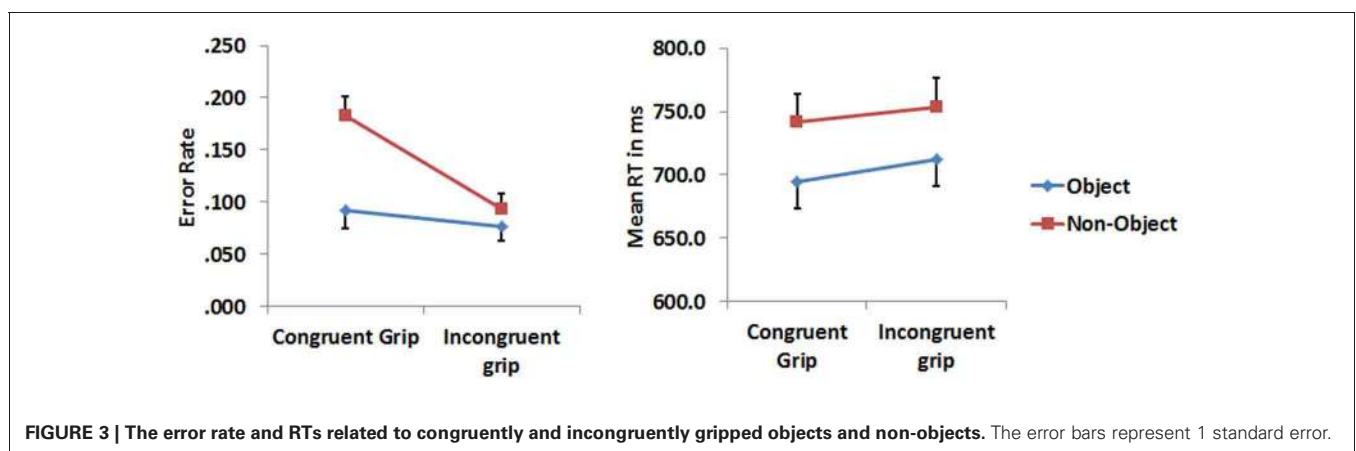 .250
.200
.150
.100
.050
.000
Error Rate
Congruent Grip
Incongruent
grip
800.0
750.0
700.0
650.0
600.0
Mean RT in ms
Congruent
Grip
Incongruent
grip
Object
Non-Object
FIGURE 3 | The error rate and RTs related to congruently and incongruently gripped objects and non-objects. The error bars represent 1 standard error.